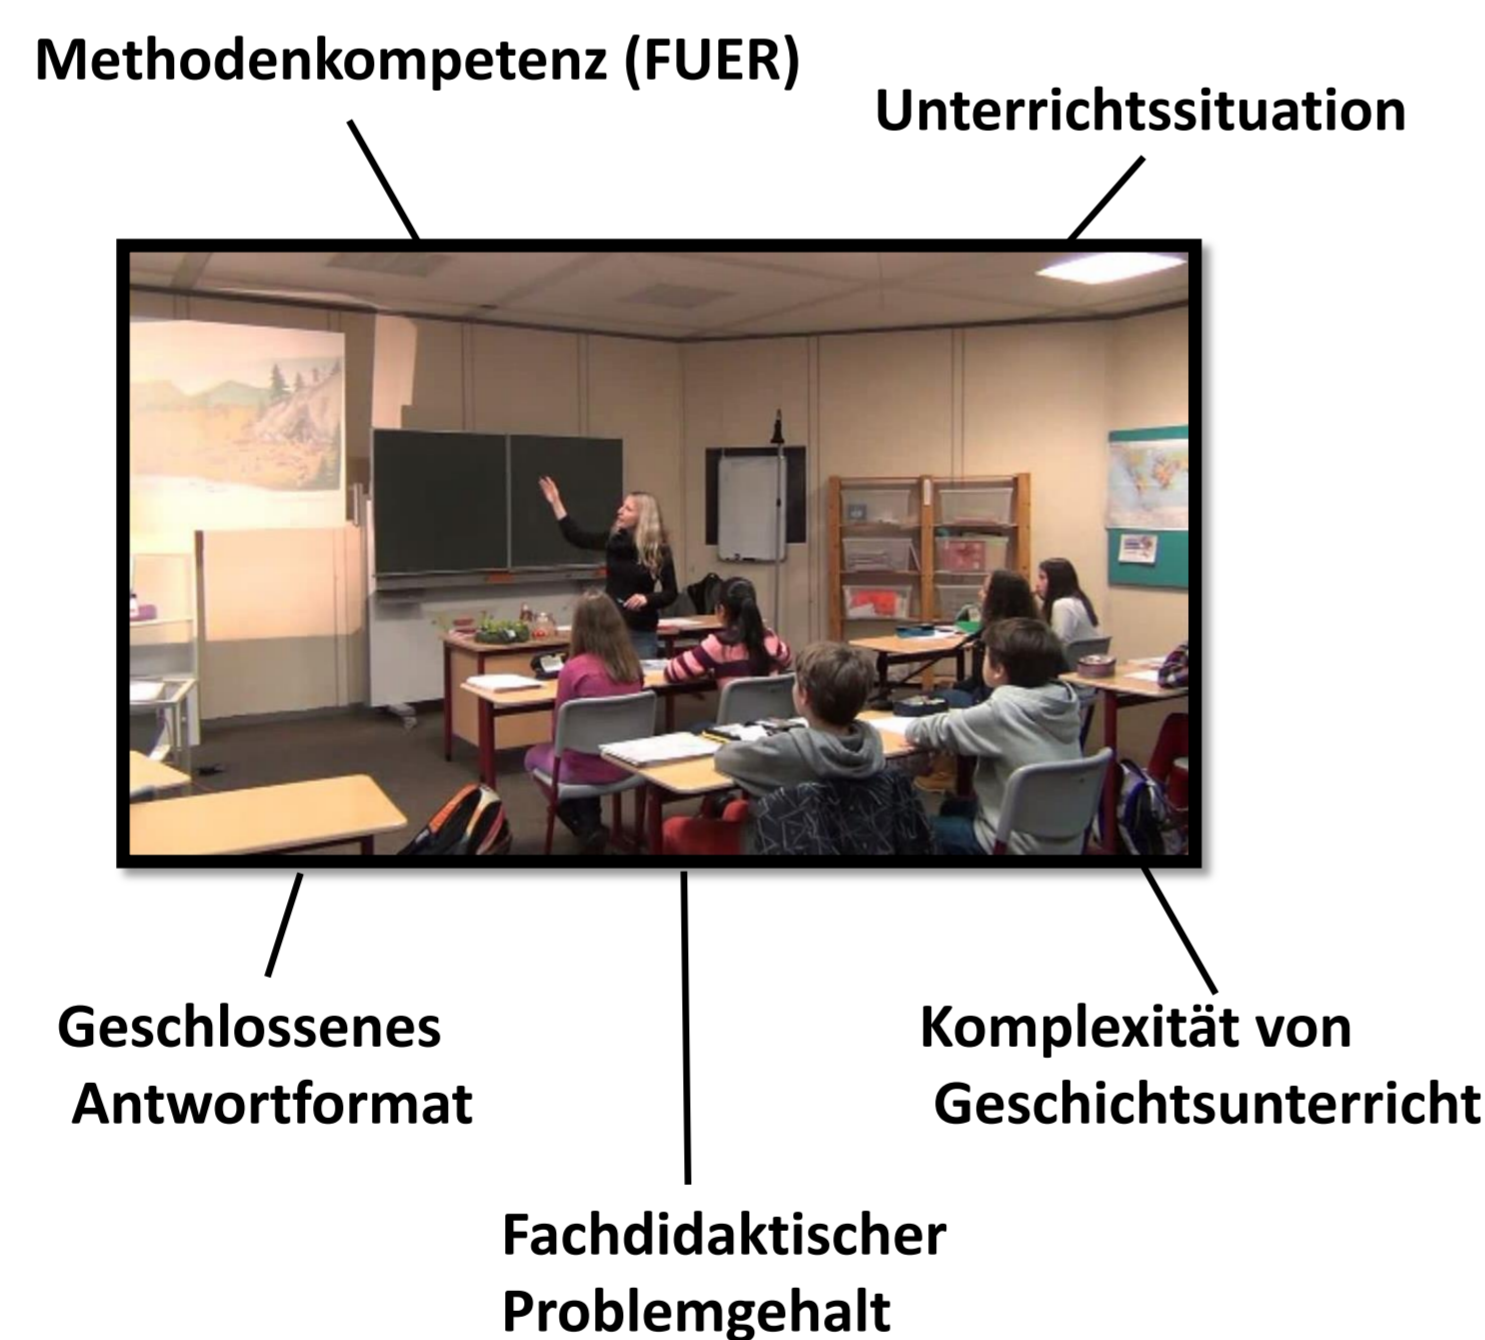 Methodenkompetenz (FUER)
Unterrichtssituation
Geschlossenes
Antwortformat
Komplexität von
Geschichtsunterricht
Fachdidaktischer
Problemgehalt